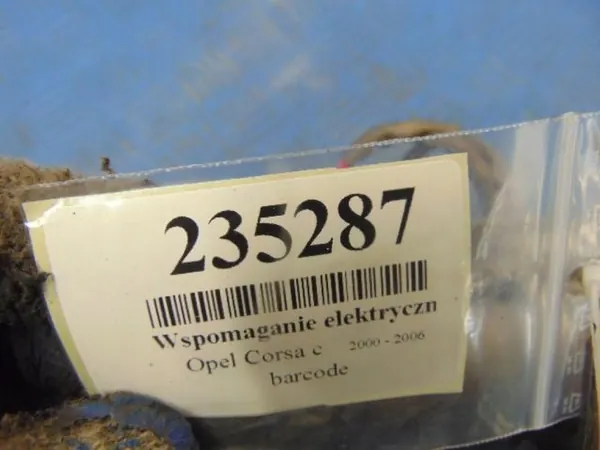 235287
Wspomaganie elektryczn
Opel Corsa c 2000 - 2006
barcode